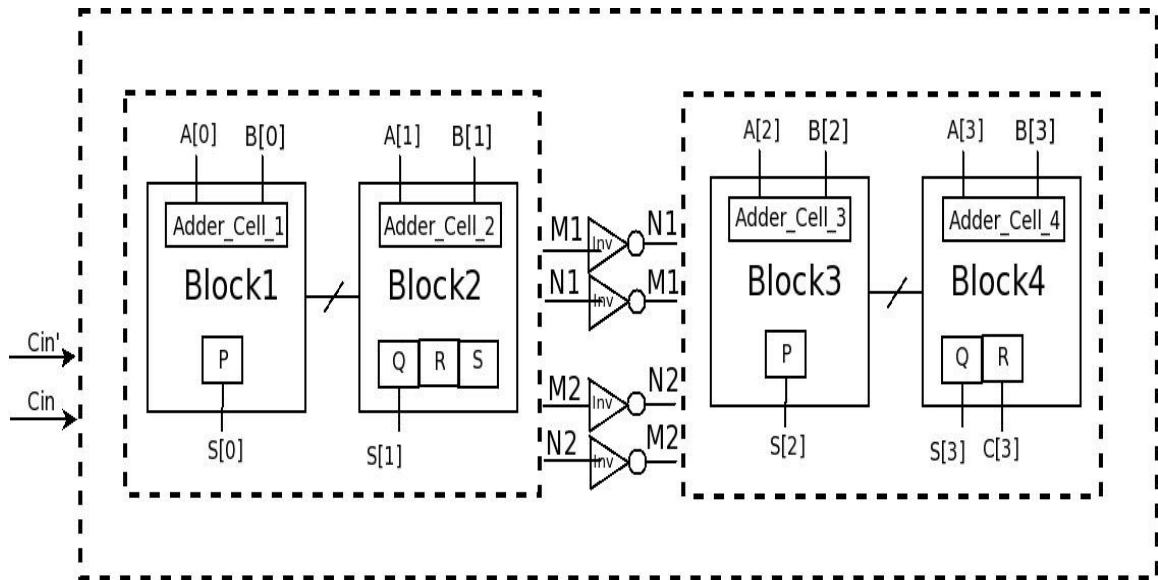 A[0] B[0] A[1] B[1] A[2] B[2] A[3] B[3]
Adder_Cell_1 Adder_Cell_2 Adder_Cell_3 Adder_Cell_4
M1 Inv N1
Block1 Block2 Block3 Block4
N1 Inv M1
Cin'
P Q R S P Q R
M2 Inv N2
Cin
S[0] S[1] N2 Inv M2 S[2] S[3] C[3]